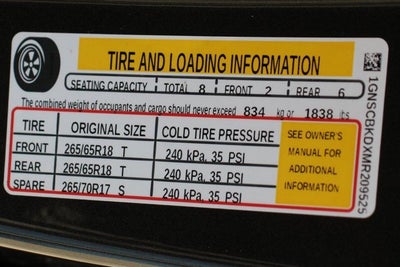 TIRE AND LOADING INFORMATION
SEATING CAPACITY TOTAL 8 FRONT 2 REAR 6
The combined weight of occupants and cargo should never exceed 834 kg or 1838 lbs
TIRE ORIGINAL SIZE COLD TIRE PRESSURE
FRONT 265/65R18 T 240 kPa, 35 PSI
REAR 265/65R18 T 240 kPa, 35 PSI
SPARE 265/70R17 S 240 kPa, 35 PSI
SEE OWNER'S
MANUAL FOR
ADDITIONAL
INFORMATION
1GNSCBKDXMR209525